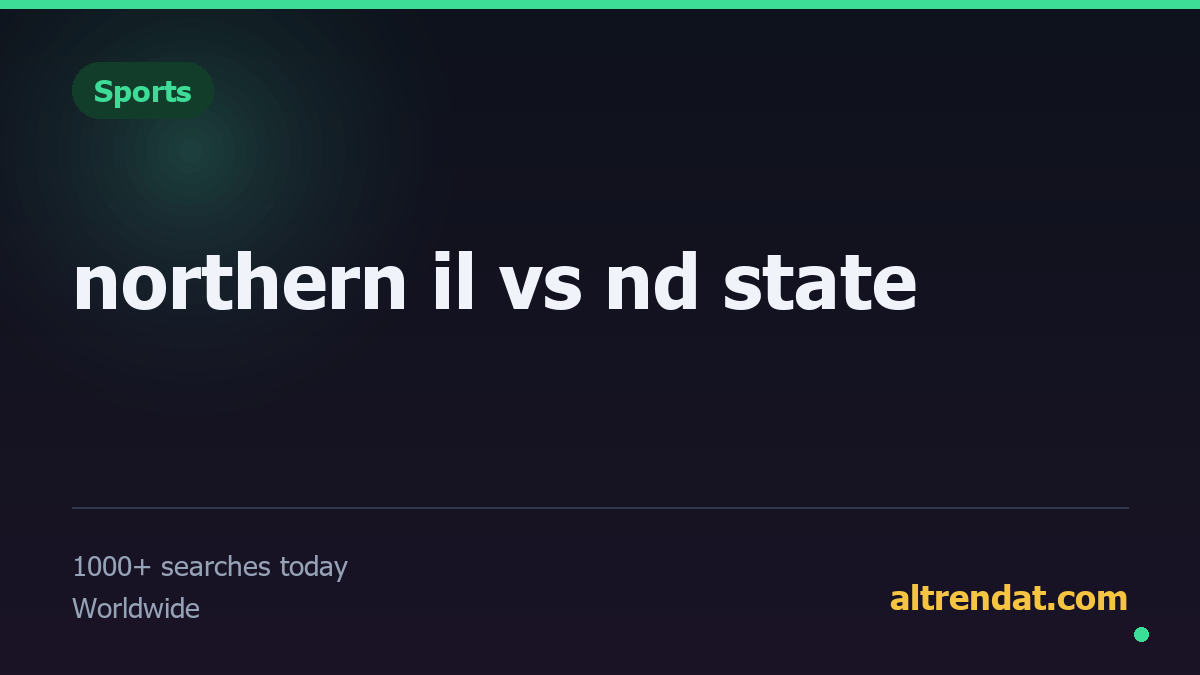 Sports
northern il vs nd state
1000+ searches today
Worldwide
altrendat.com